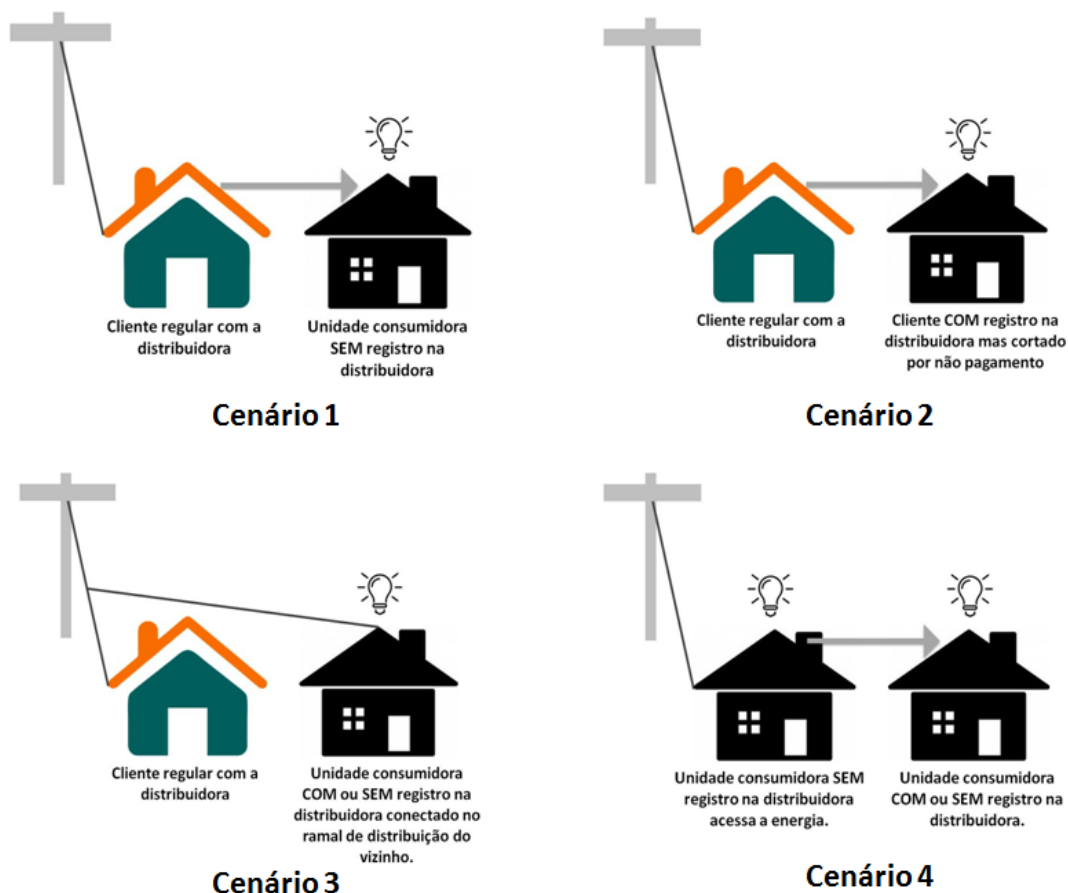 Cliente regular com a
distribuidora
Unidade consumidora
SEM registro na
distribuidora
Cenário 1
Cliente regular com a
distribuidora
Cliente COM registro na
distribuidora mas cortado
por não pagamento
Cenário 2
Cliente regular com a
distribuidora
Unidade consumidora
COM ou SEM registro na
distribuidora conectado no
ramal de distribuição do
vizinho.
Cenário 3
Unidade consumidora SEM
registro na distribuidora
acessa a energia.
Unidade consumidora
COM ou SEM registro na
distribuidora.
Cenário 4